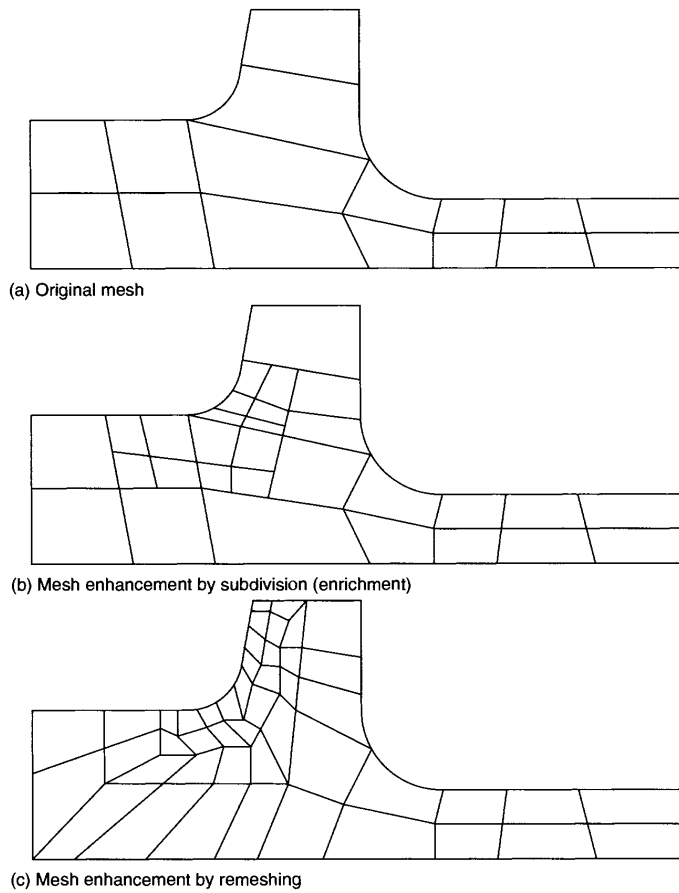 (a) Original mesh
(b) Mesh enhancement by subdivision (enrichment)
(c) Mesh enhancement by remeshing